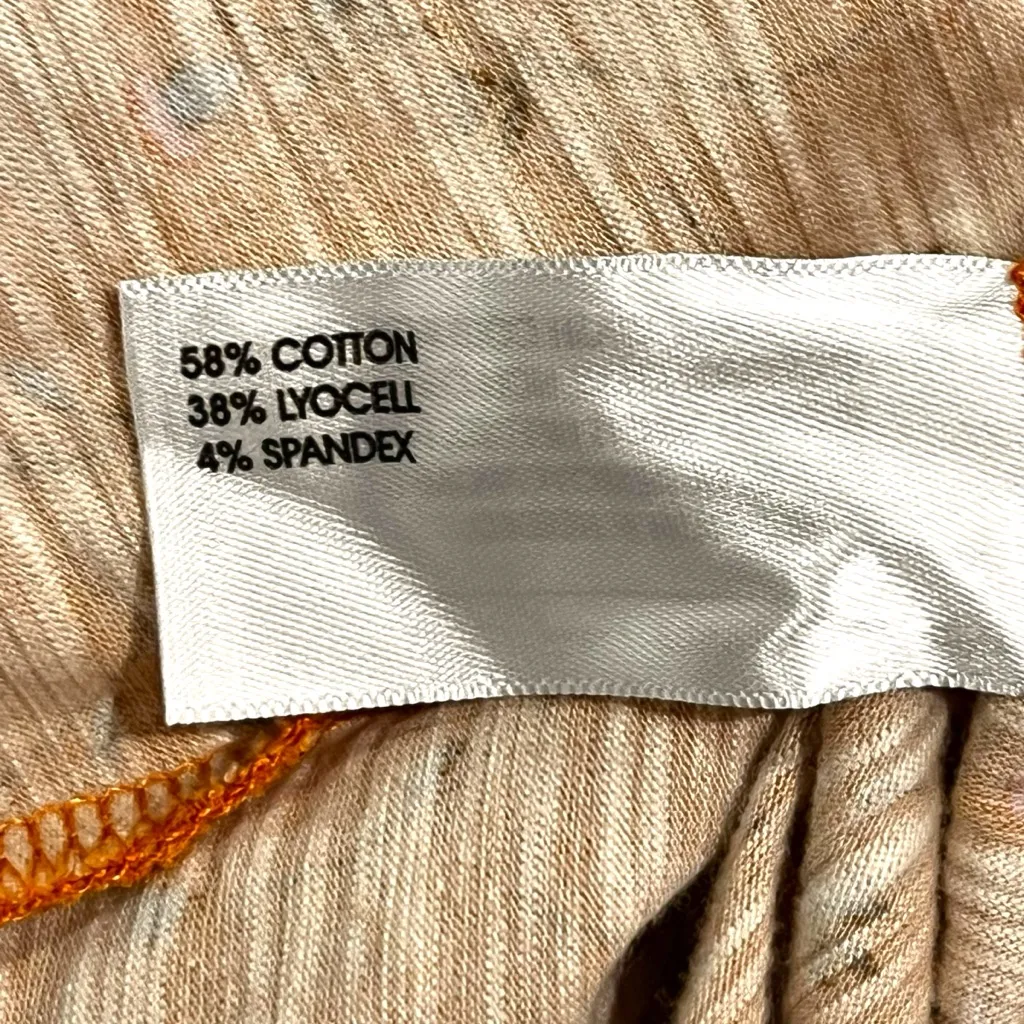 58% COTTON
38% LYOCELL
4% SPANDEX